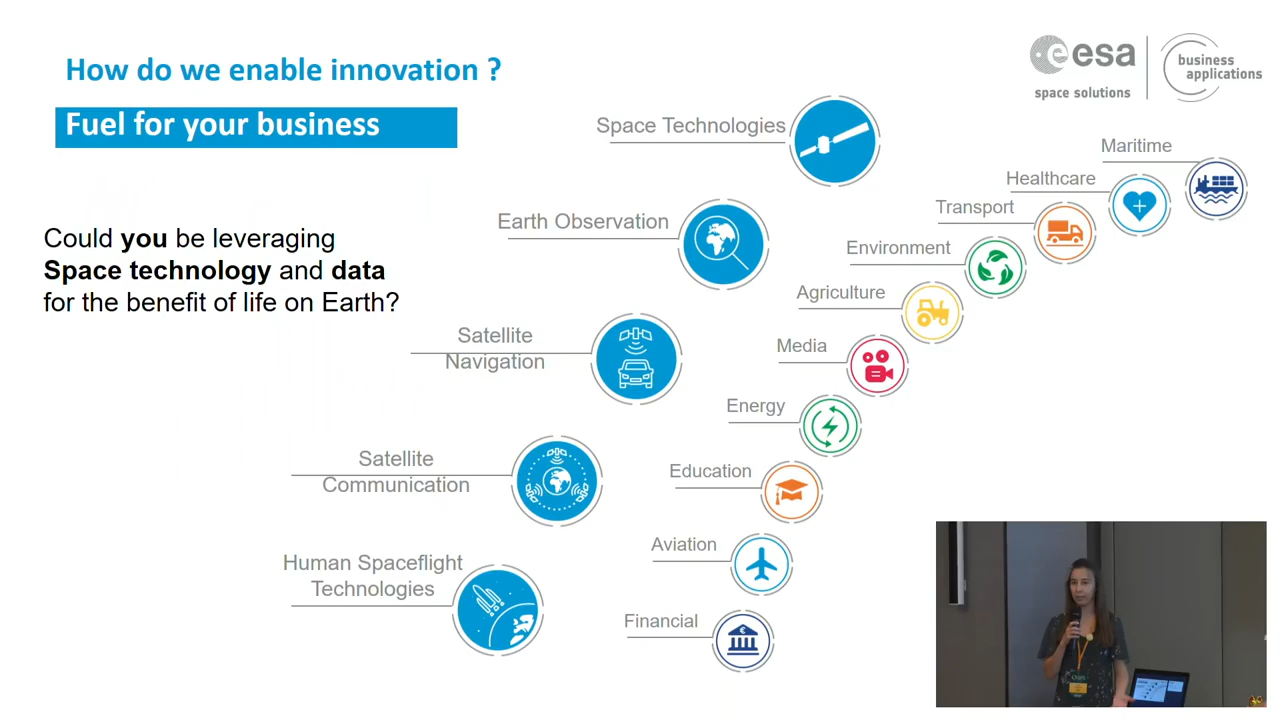 How do we enable innovation ?
Fuel for your business
esa
space solutions
business
applications
Could you be leveraging
Space technology and data
for the benefit of life on Earth?
Space Technologies
Earth Observation
Satellite
Navigation
Satellite
Communication
Human Spaceflight
Technologies
Maritime
Healthcare
Transport
Environment
Agriculture
Media
Energy
Education
Aviation
Financial